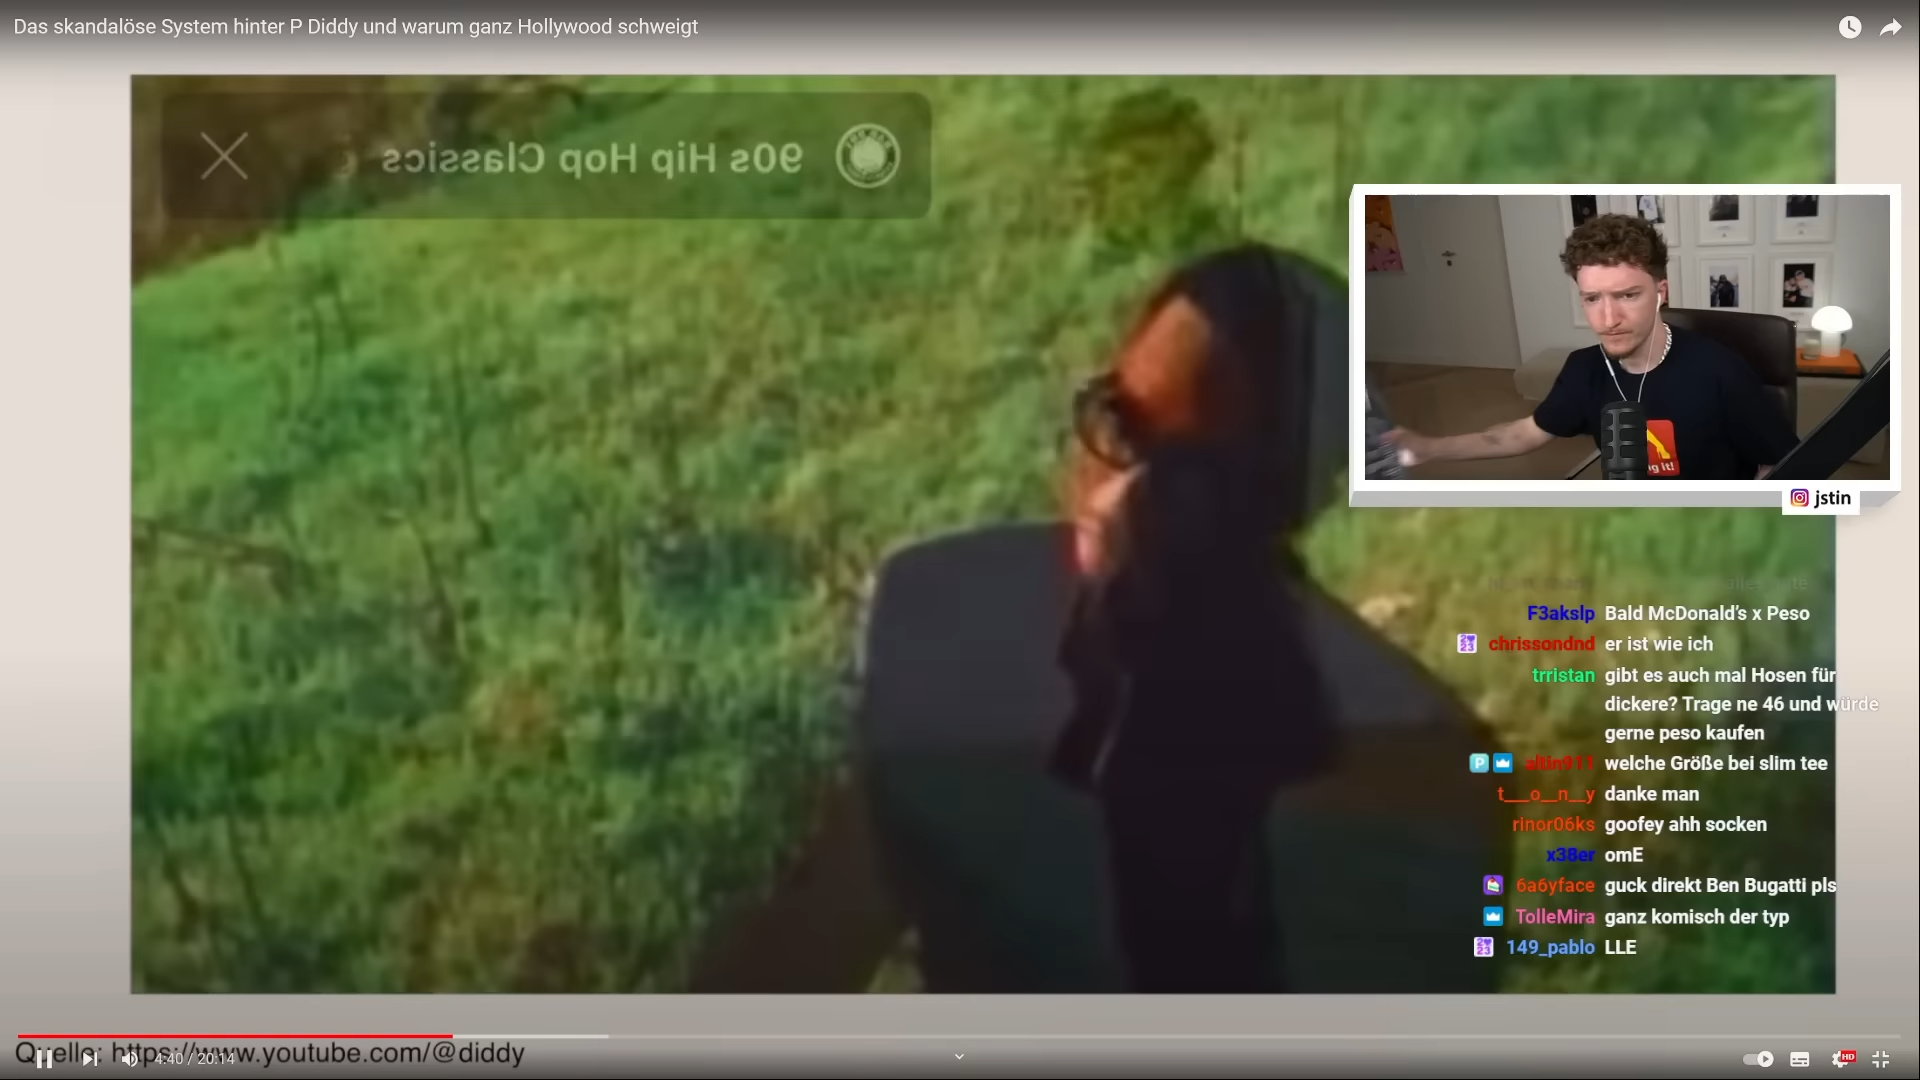 Das skandalöse System hinter P Diddy und warum ganz Hollywood schweigt
90s Hip Hop Classics
g it!
jstin
F3akslp Bald McDonald's x Peso
chrissondnd er ist wie ich
trristan gibt es auch mal Hosen für
dickere? Trage ne 46 und würde
gerne peso kaufen
altin911 welche Größe bei slim tee
t___o__n__y danke man
rinor06ks goofey ahh socken
x38er omE
6a6yface guck direkt Ben Bugatti pls
TolleMira ganz komisch der typ
149_pablo LLE
Quelle: https://www.youtube.com/@diddy
4:40 / 20:14
HD